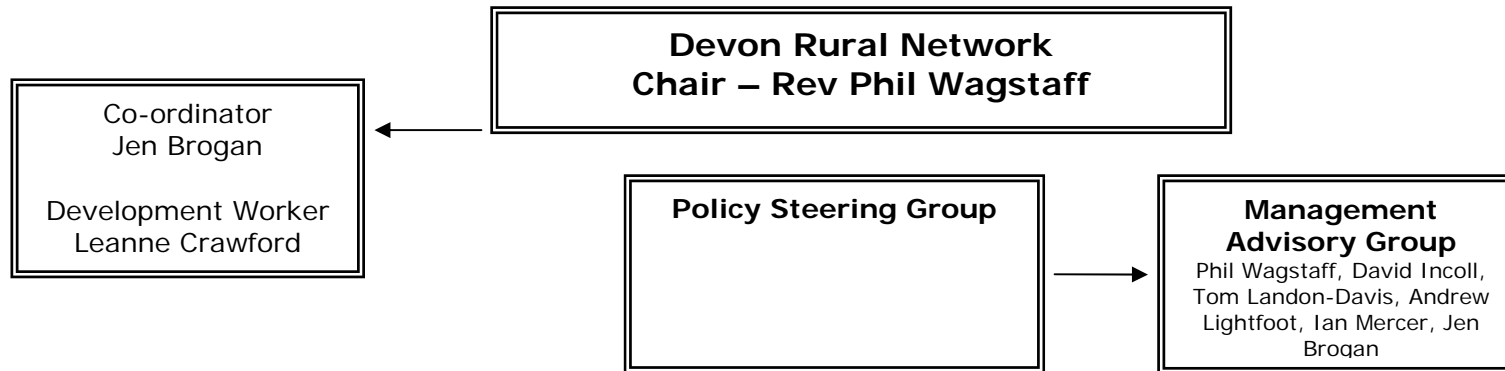 Devon Rural Network
Chair – Rev Phil Wagstaff
Co-ordinator
Jen Brogan
Development Worker
Leanne Crawford
Policy Steering Group
Management
Advisory Group
Phil Wagstaff, David Incoll,
Tom Landon-Davis, Andrew
Lightfoot, Ian Mercer, Jen
Brogan